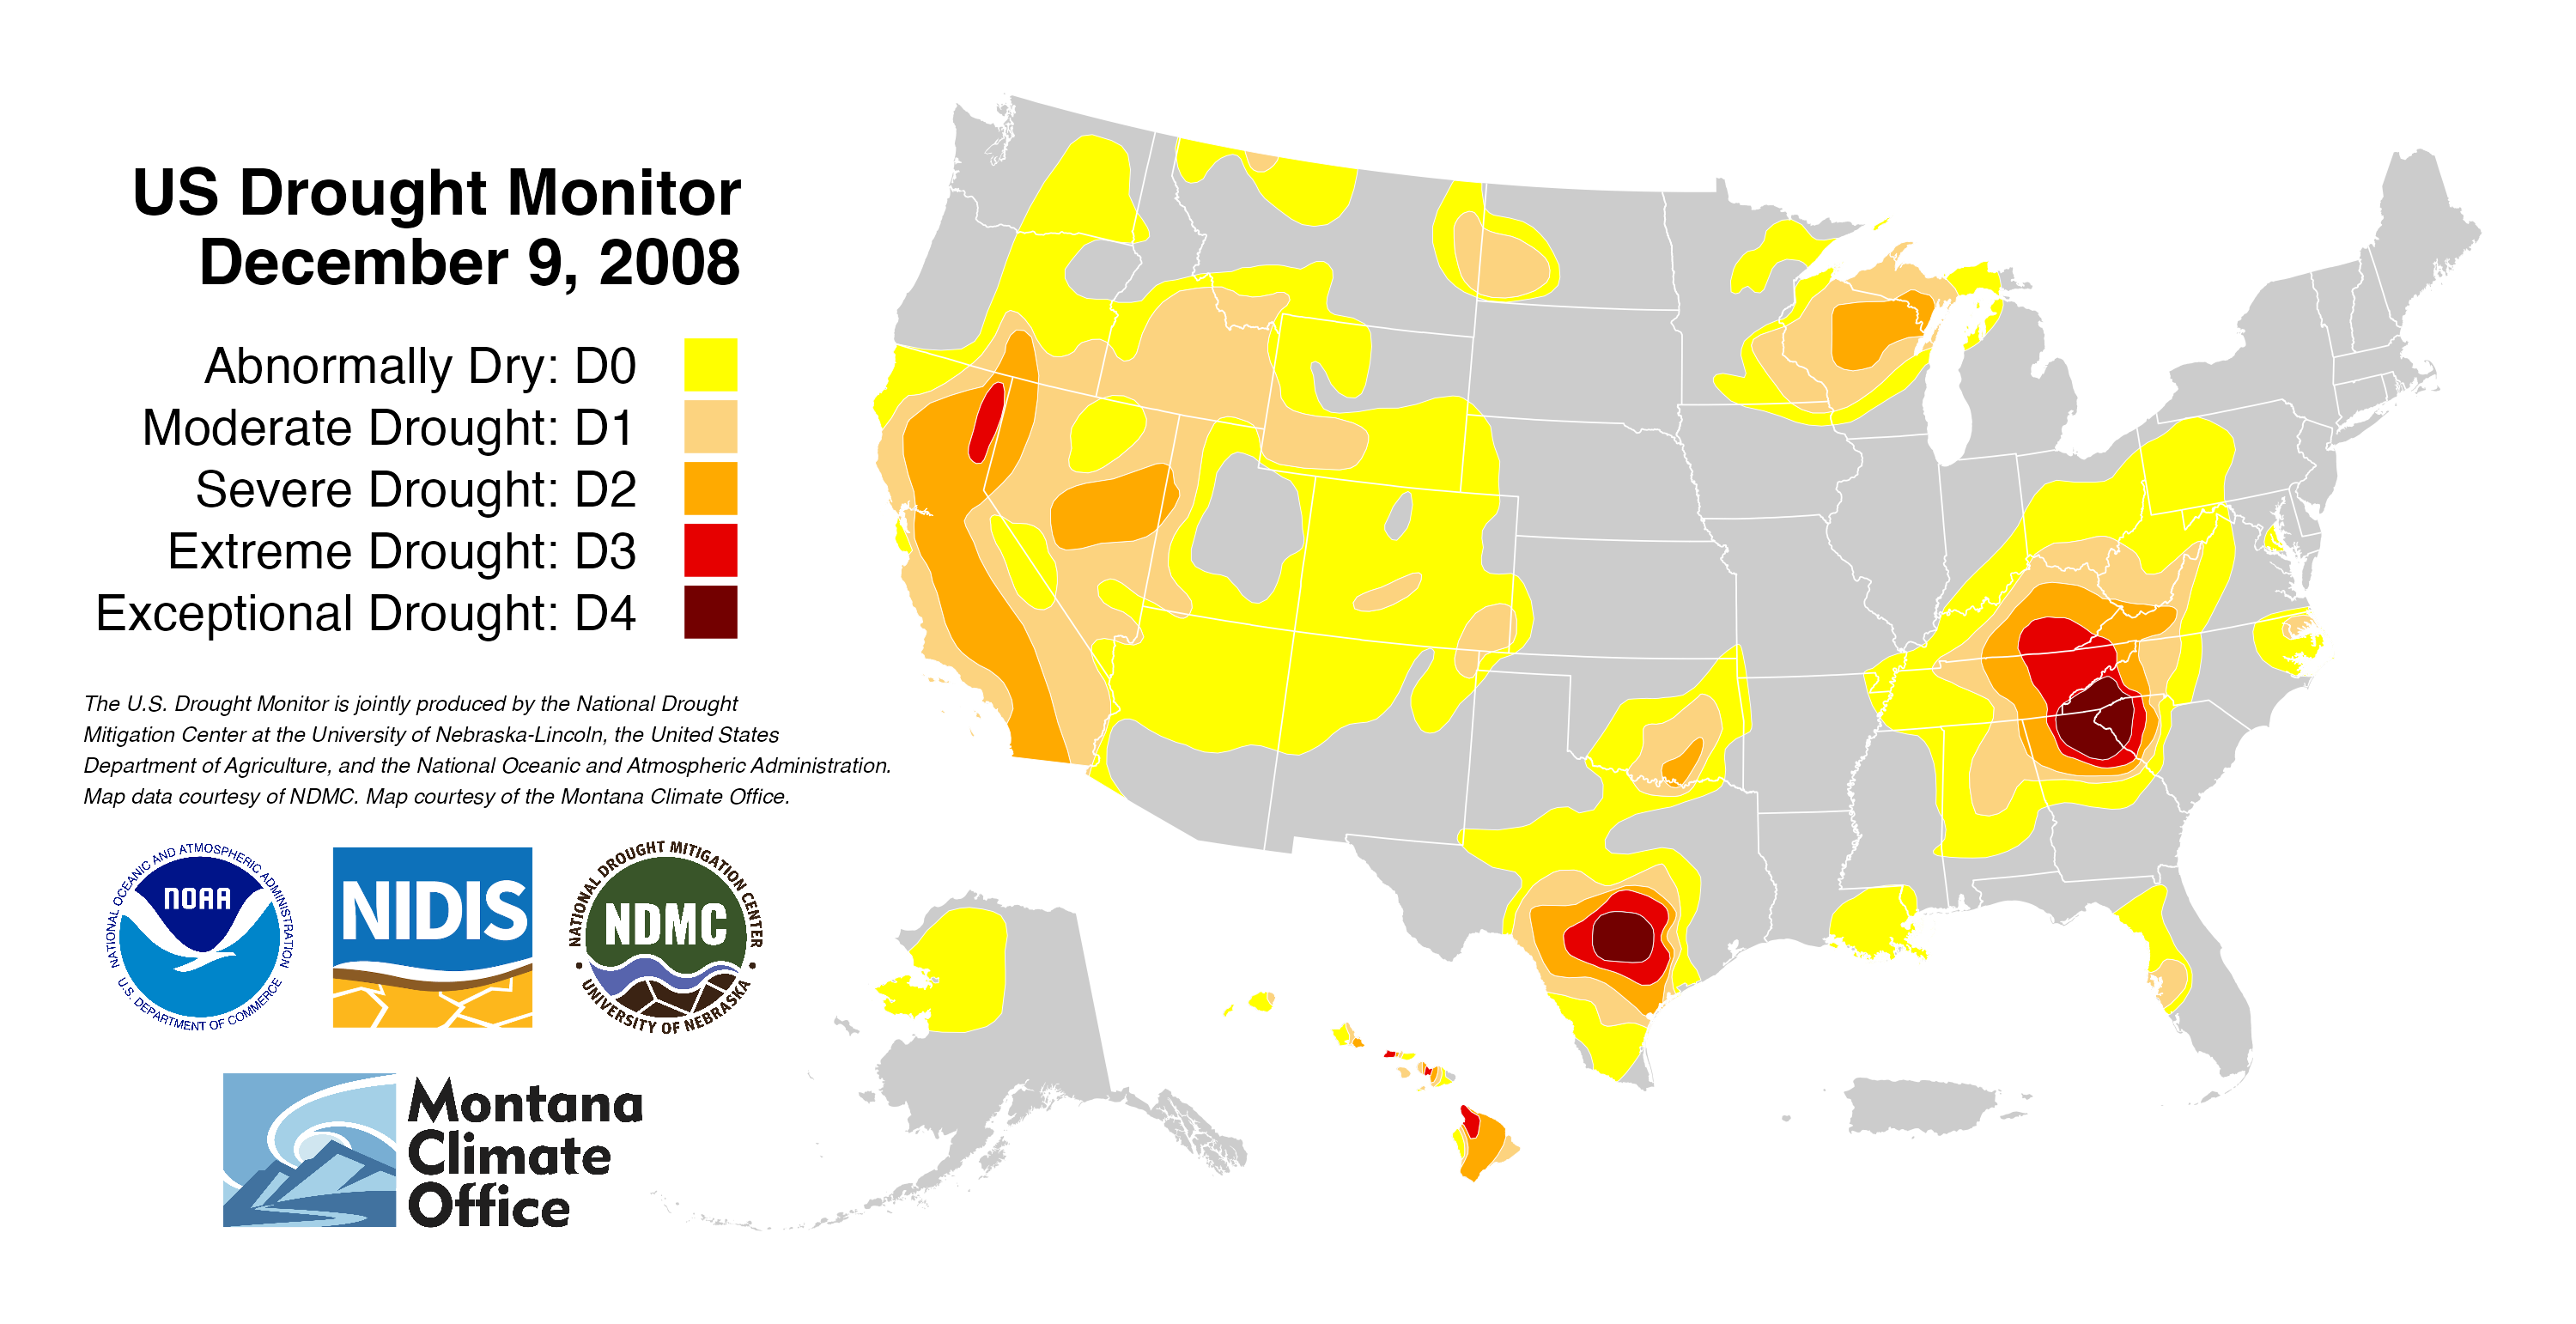 US Drought Monitor
December 9, 2008
Abnormally Dry: D0
Moderate Drought: D1
Severe Drought: D2
Extreme Drought: D3
Exceptional Drought: D4
The U.S. Drought Monitor is jointly produced by the National Drought
Mitigation Center at the University of Nebraska-Lincoln, the United States
Department of Agriculture, and the National Oceanic and Atmospheric Administration.
Map data courtesy of NDMC. Map courtesy of the Montana Climate Office.
NATIONAL OCEANIC AND ATMOSPHERIC ADMINISTRATION
NOAA
U.S. DEPARTMENT OF COMMERCE
NIDIS
NATIONAL DROUGHT MITIGATION CENTER
NDMC
UNIVERSITY OF NEBRASKA
Montana
Climate
Office